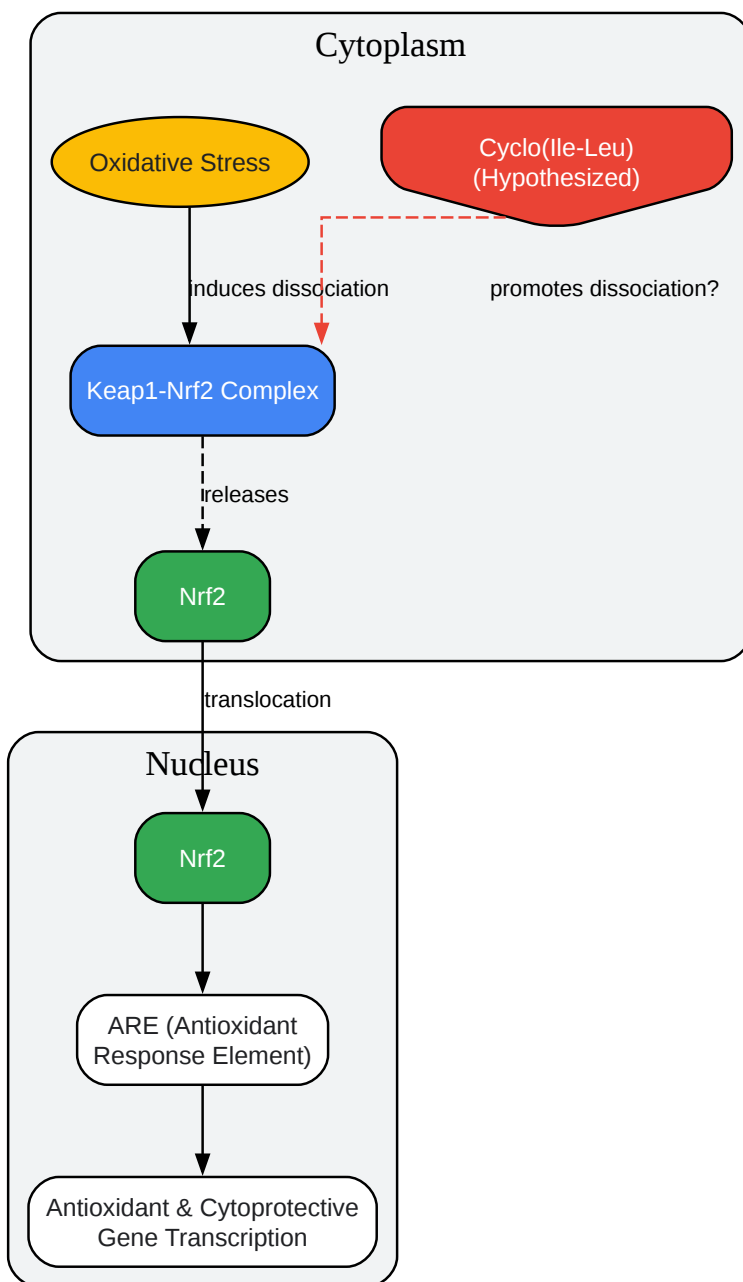 Cytoplasm
Oxidative Stress
Cyclo(Ile-Leu)
(Hypothesized)
induces dissociation
promotes dissociation?
Keap1-Nrf2 Complex
releases
Nrf2
translocation
Nucleus
Nrf2
ARE (Antioxidant
Response Element)
Antioxidant & Cytoprotective
Gene Transcription